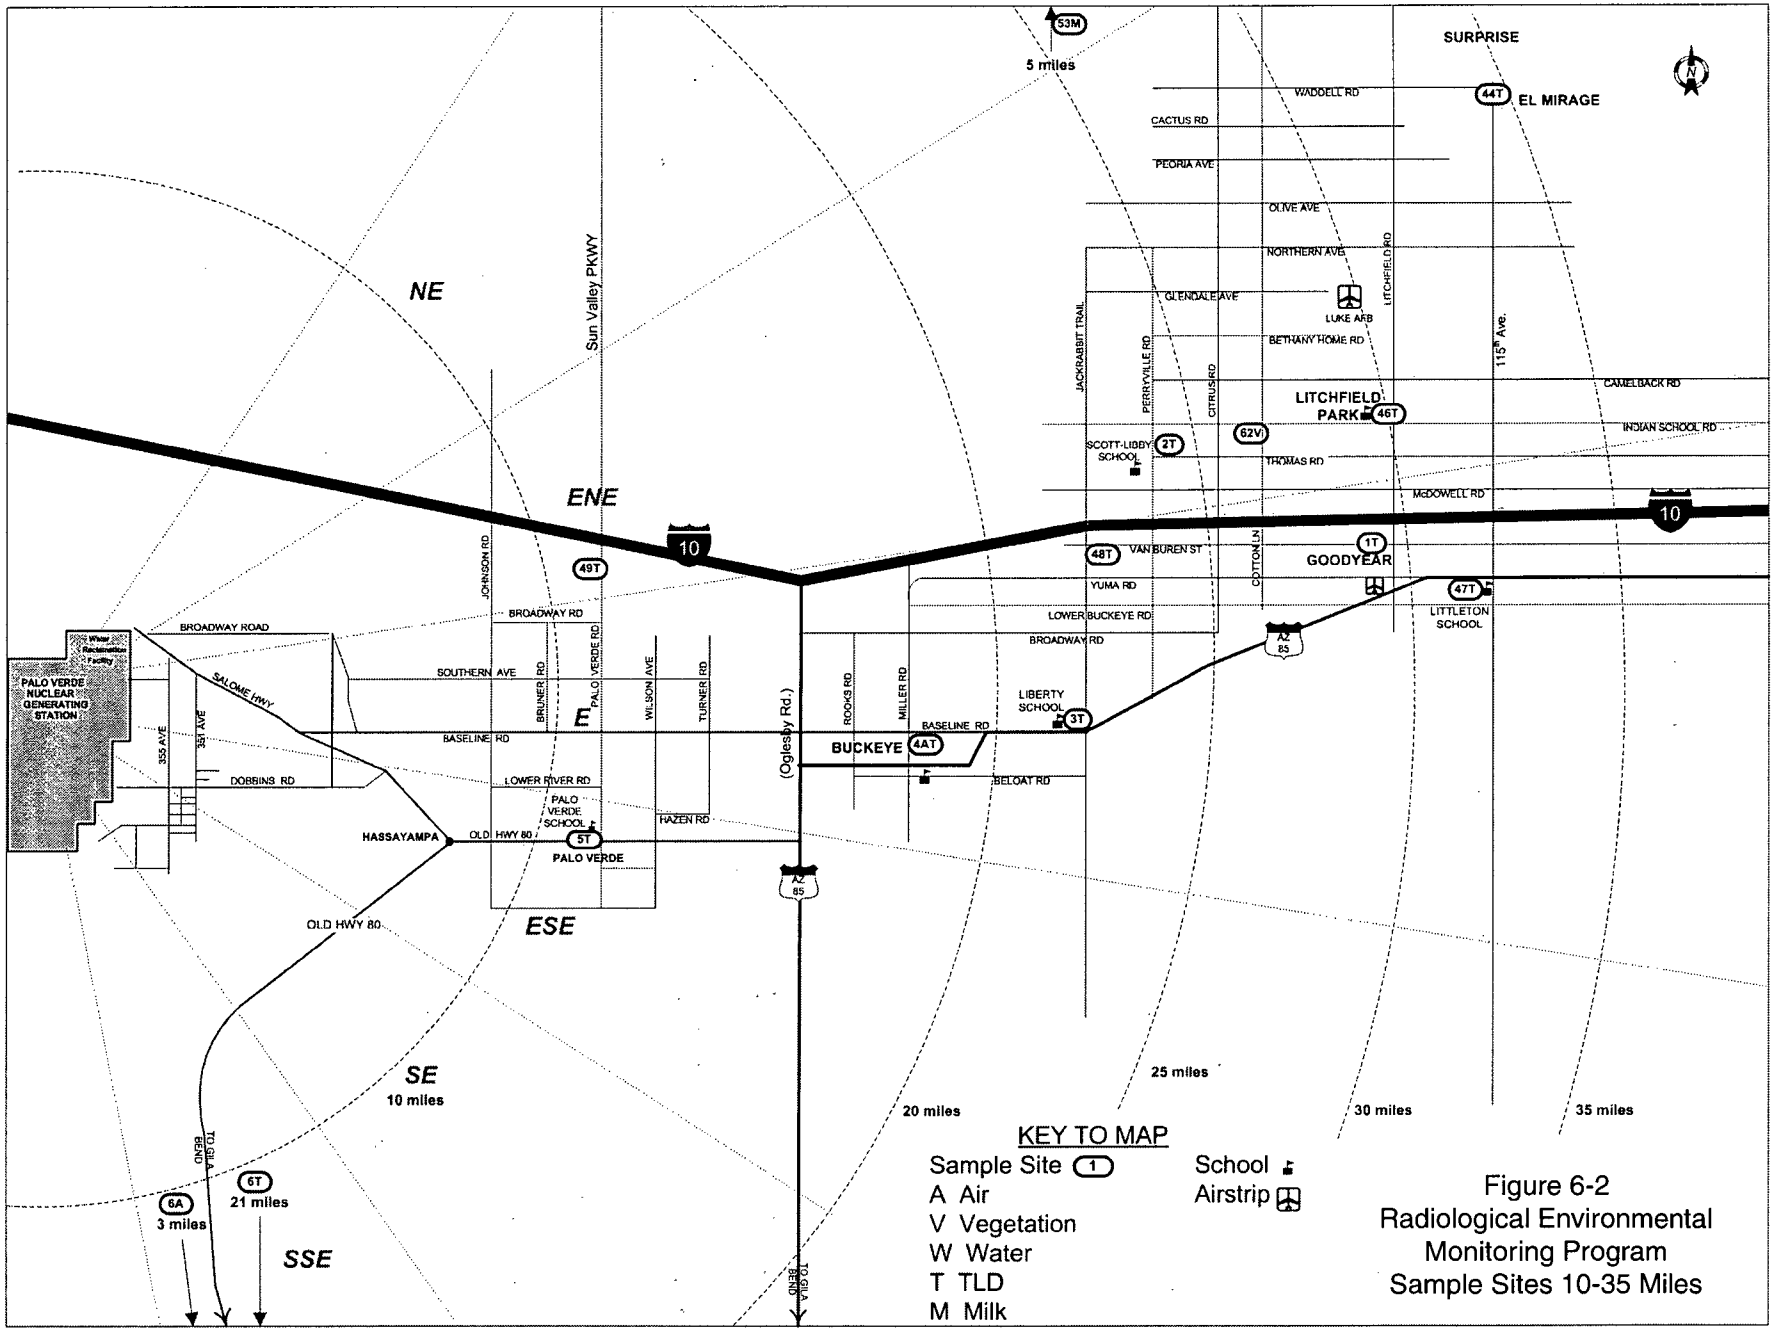 53M
5 miles
SURPRISE
N
WADDELL RD
44T
EL MIRAGE
CACTUS RD
PEORIA AVE
OLIVE AVE
NORTHERN AVE
NE
Sun Valley PKWY
GLENDALE AVE
LUKE AFB
LITCHFIELD RD
JACKRABBIT TRAIL
PERRYVILLE RD
CITRUS RD
BETHANY HOME RD
115th Ave.
CAMELBACK RD
LITCHFIELD
PARK
46T
INDIAN SCHOOL RD
SCOTT-LIBBY
SCHOOL
2T
62V
THOMAS RD
McDOWELL RD
ENE
10
10
JOHNSON RD
49T
48T
VAN BUREN ST
COTTON LN
1T
GOODYEAR
YUMA RD
47T
LITTLETON
SCHOOL
LOWER BUCKEYE RD
BROADWAY RD
BROADWAY RD
BROADWAY ROAD
AZ
85
Water
Reclamation
Facility
PALO VERDE
NUCLEAR
GENERATING
STATION
SALOME HWY
355 AVE
351 AVE
SOUTHERN AVE
BRUNER RD
PALO VERDE RD
WILSON AVE
TURNER RD
(Oglesby Rd.)
ROOKS RD
MILLER RD
E
BASELINE RD
BASELINE RD
LIBERTY
SCHOOL
3T
BUCKEYE
4AT
BELOAT RD
DOBBINS RD
LOWER RIVER RD
PALO
VERDE
SCHOOL
HAZEN RD
HASSAYAMPA
OLD HWY 80
5T
PALO VERDE
AZ
85
OLD HWY 80
ESE
SE
10 miles
20 miles
25 miles
30 miles
35 miles
TO GILA
BEND
6A
3 miles
6T
21 miles
SSE
TO GILA
BEND
KEY TO MAP
Sample Site 1
A Air
V Vegetation
W Water
T TLD
M Milk
School
Airstrip
Figure 6-2
Radiological Environmental
Monitoring Program
Sample Sites 10-35 Miles